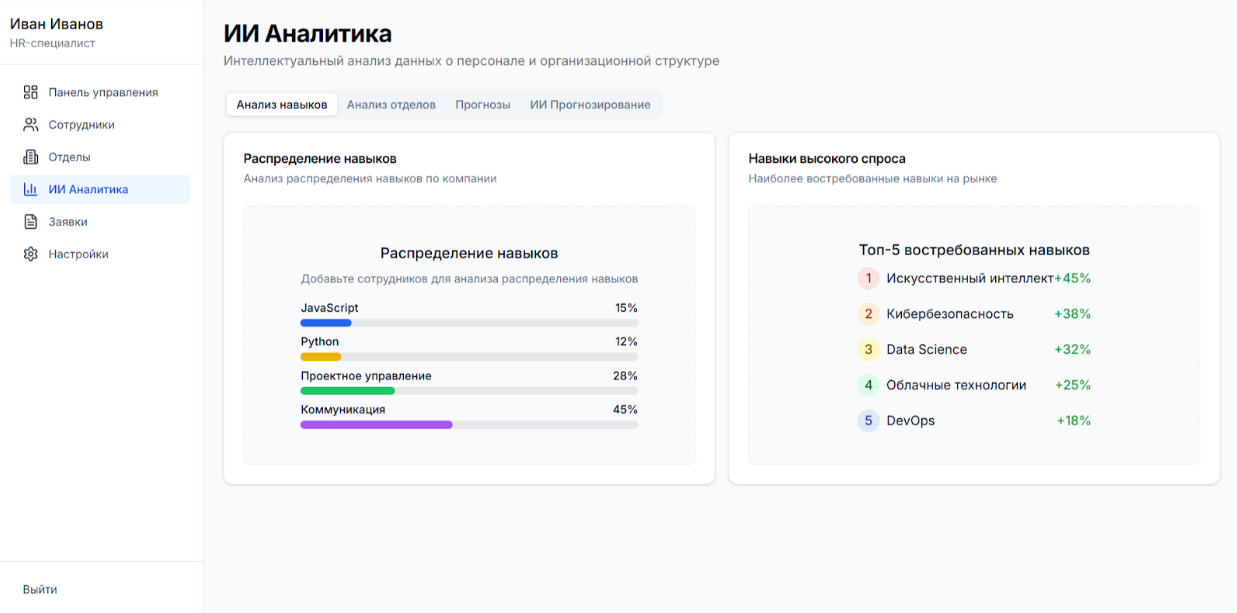 Иван Иванов
HR-специалист
Панель управления
Сотрудники
Отделы
ИИ Аналитика
Заявки
Настройки
Выйти
ИИ Аналитика
Интеллектуальный анализ данных о персонале и организационной структуре
Анализ навыков Анализ отделов Прогнозы ИИ Прогнозирование
Распределение навыков
Анализ распределения навыков по компании
Распределение навыков
Добавьте сотрудников для анализа распределения навыков
JavaScript 15%
Python 12%
Проектное управление 28%
Коммуникация 45%
Навыки высокого спроса
Наиболее востребованные навыки на рынке
Топ-5 востребованных навыков
1 Искусственный интеллект+45%
2 Кибербезопасность +38%
3 Data Science +32%
4 Облачные технологии +25%
5 DevOps +18%